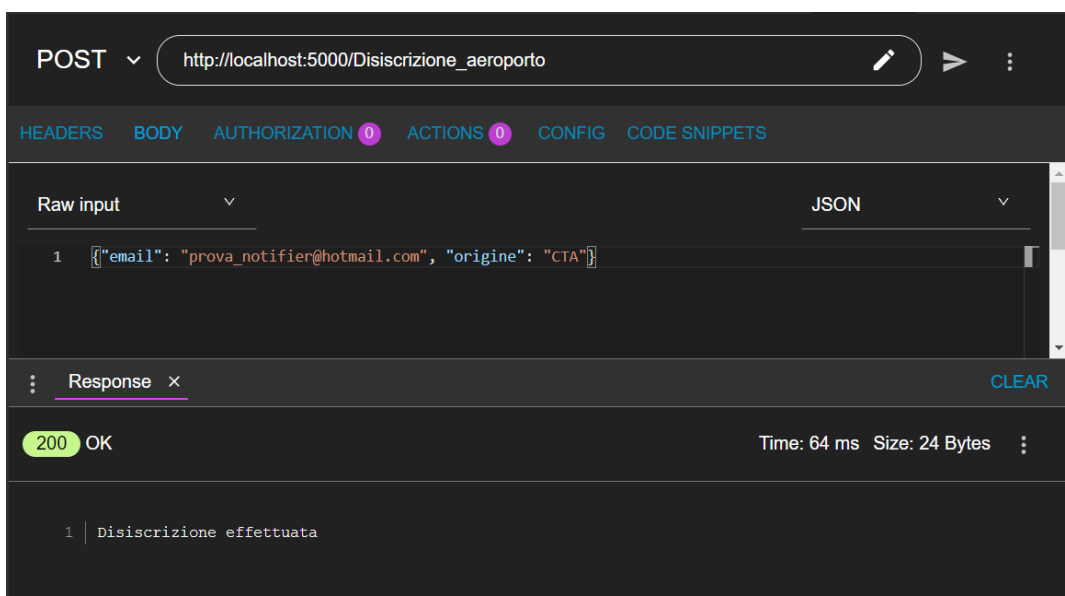 POST http://localhost:5000/Disiscrizione_aeroporto
HEADERS BODY AUTHORIZATION 0 ACTIONS 0 CONFIG CODE SNIPPETS
Raw input JSON
1 {"email": "prova_notifier@hotmail.com", "origine": "CTA"}
Response × CLEAR
200 OK Time: 64 ms Size: 24 Bytes
1 Disiscrizione effettuata